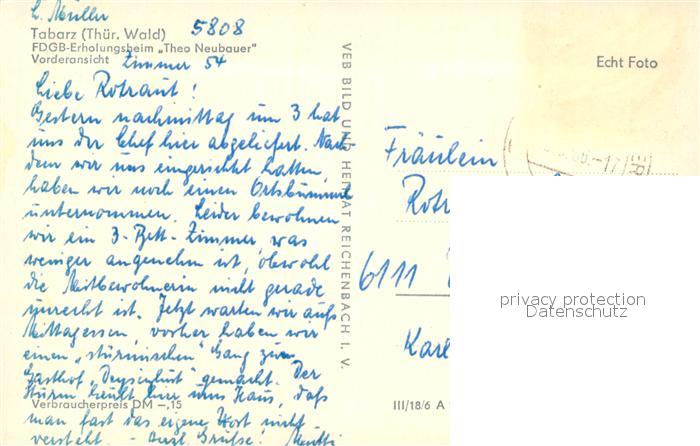 L. Müller
Tabarz (Thür. Wald) 5808
FDGB-Erholungsheim „Theo Neubauer"
Vorderansicht Zimmer 54
Liebe Rotraut!
Gestern nachmittag um 3 hat
uns der Chef hier abgeliefert. Nach-
dem wir uns eingerichtet hatten,
haben wir noch einen Ortsbummel
unternommen. Leider bewohnen
wir ein 3-Bett-Zimmer, was
weniger angenehm ist, obwohl
die Mitbewohnerin nicht gerade
unrecht ist. Jetzt warten wir aufs
Mittagessen, vorher haben wir
einen „stürmischen" Gang zum
Gasthof gemacht. Der
Sturm heult hier ums Haus, daß
Verbraucherpreis DM –,15
man fast das eigene Wort nicht
versteht. – Herzl. Grüße! Mutti
VEB BILD UND HEIMAT REICHENBACH I. V.
Echt Foto
Fräulein
Rotr
6111
Karl
III/18/6 A
privacy protection
Datenschutz